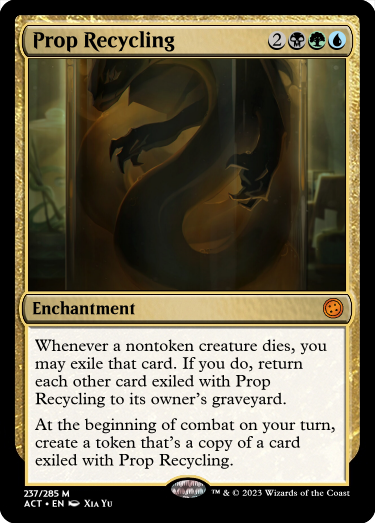 Prop Recycling 2
Enchantment
Whenever a nontoken creature dies, you
may exile that card. If you do, return
each other card exiled with Prop
Recycling to its owner's graveyard.
At the beginning of combat on your turn,
create a token that's a copy of a card
exiled with Prop Recycling.
237/285 M
ACT • EN Xia Yu
™ & © 2023 Wizards of the Coast